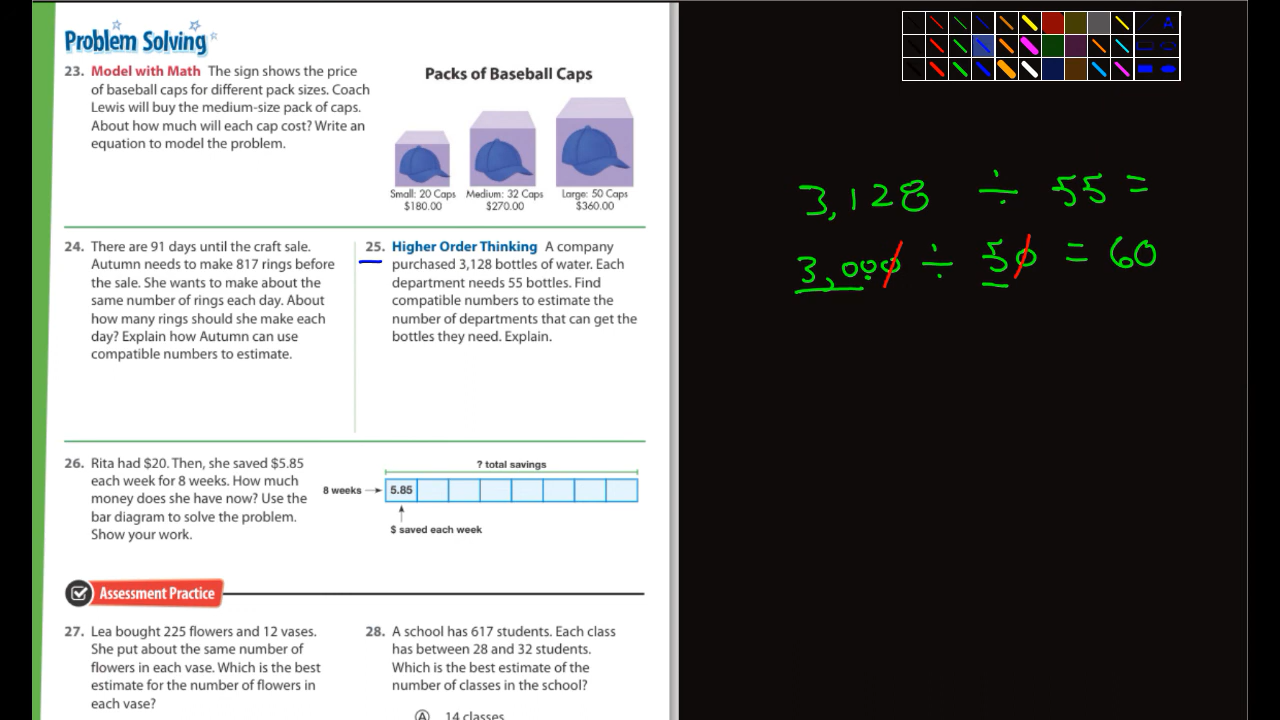 Problem Solving
23. Model with Math The sign shows the price
of baseball caps for different pack sizes. Coach
Lewis will buy the medium-size pack of caps.
About how much will each cap cost? Write an
equation to model the problem.
Packs of Baseball Caps
Small: 20 Caps
$180.00
Medium: 32 Caps
$270.00
Large: 50 Caps
$360.00
24. There are 91 days until the craft sale.
Autumn needs to make 817 rings before
the sale. She wants to make about the
same number of rings each day. About
how many rings should she make each
day? Explain how Autumn can use
compatible numbers to estimate.
25. Higher Order Thinking A company
purchased 3,128 bottles of water. Each
department needs 55 bottles. Find
compatible numbers to estimate the
number of departments that can get the
bottles they need. Explain.
26. Rita had $20. Then, she saved $5.85
each week for 8 weeks. How much
money does she have now? Use the
bar diagram to solve the problem.
Show your work.
? total savings
8 weeks
5.85
$ saved each week
Assessment Practice
27. Lea bought 225 flowers and 12 vases.
She put about the same number of
flowers in each vase. Which is the best
estimate for the number of flowers in
each vase?
28. A school has 617 students. Each class
has between 28 and 32 students.
Which is the best estimate of the
number of classes in the school?
A 14 classes
A
3,128 ÷ 55 =
3,000 ÷ 50 = 60